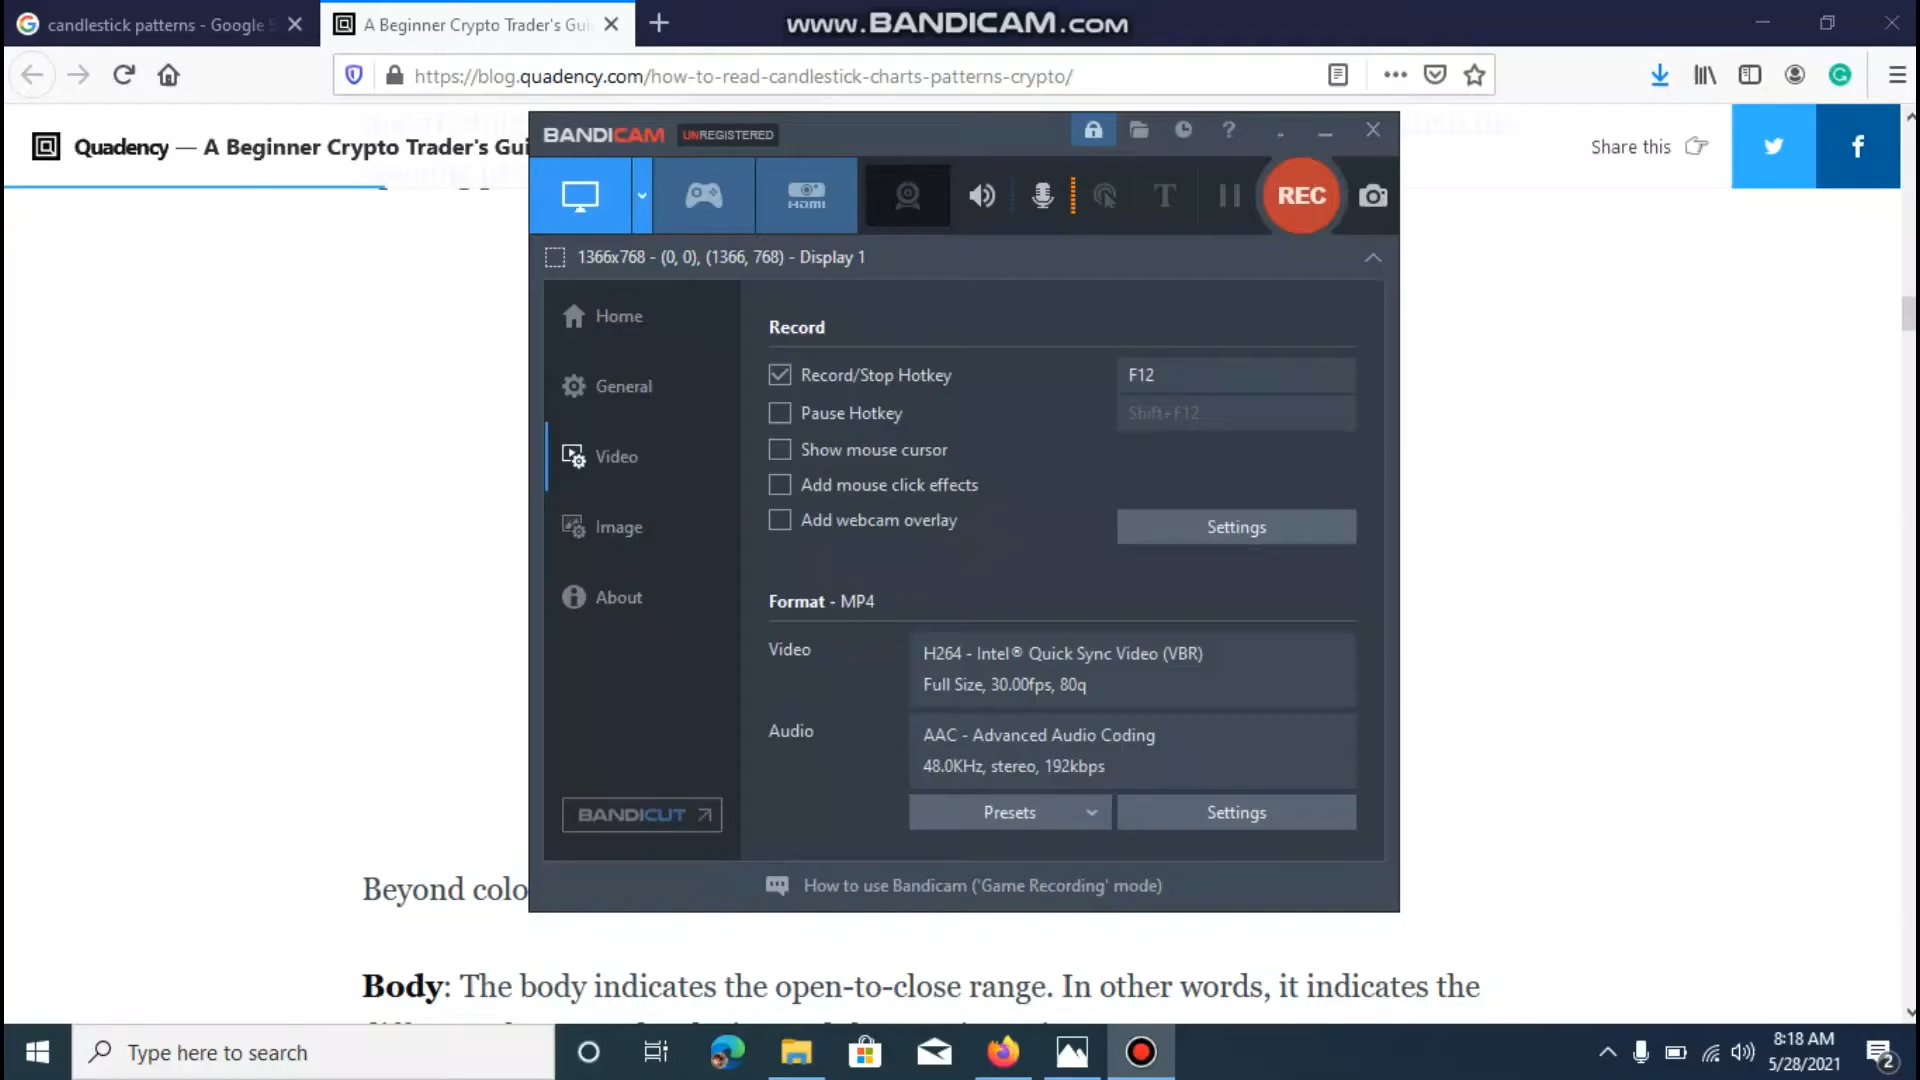 candlestick patterns - Google S
A Beginner Crypto Trader's Gui
www.BANDICAM.com
https://blog.quadency.com/how-to-read-candlestick-charts-patterns-crypto/
Quadency — A Beginner Crypto Trader's Gui
Share this
BANDICAM UNREGISTERED
HDMI
T
REC
1366x768 - (0, 0), (1366, 768) - Display 1
Home
General
Video
Image
About
BANDICUT
Record
Record/Stop Hotkey
F12
Pause Hotkey
Shift+F12
Show mouse cursor
Add mouse click effects
Add webcam overlay
Settings
Format - MP4
Video
H264 - Intel® Quick Sync Video (VBR)
Full Size, 30.00fps, 80q
Audio
AAC - Advanced Audio Coding
48.0KHz, stereo, 192kbps
Presets
Settings
How to use Bandicam ('Game Recording' mode)
Beyond colo
Body: The body indicates the open-to-close range. In other words, it indicates the
Type here to search
8:18 AM
5/28/2021
2